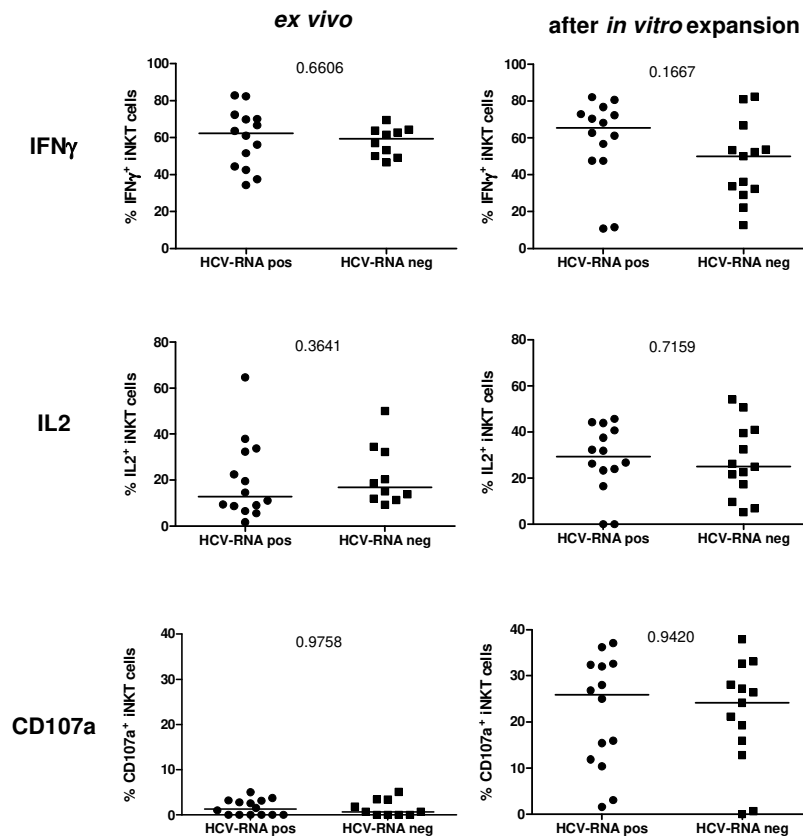 ex vivo
after in vitro expansion
IFNγ
% IFNγ+ iNKT cells
100
80
60
40
20
0
0.6606
HCV-RNA pos
HCV-RNA neg
% IFNγ+ iNKT cells
100
80
60
40
20
0
0.1667
HCV-RNA pos
HCV-RNA neg
IL2
% IL2+ iNKT cells
80
60
40
20
0
0.3641
HCV-RNA pos
HCV-RNA neg
% IL2+ iNKT cells
80
60
40
20
0
0.7159
HCV-RNA pos
HCV-RNA neg
CD107a
% CD107a+ iNKT cells
40
30
20
10
0
0.9758
HCV-RNA pos
HCV-RNA neg
% CD107a+ iNKT cells
40
30
20
10
0
0.9420
HCV-RNA pos
HCV-RNA neg